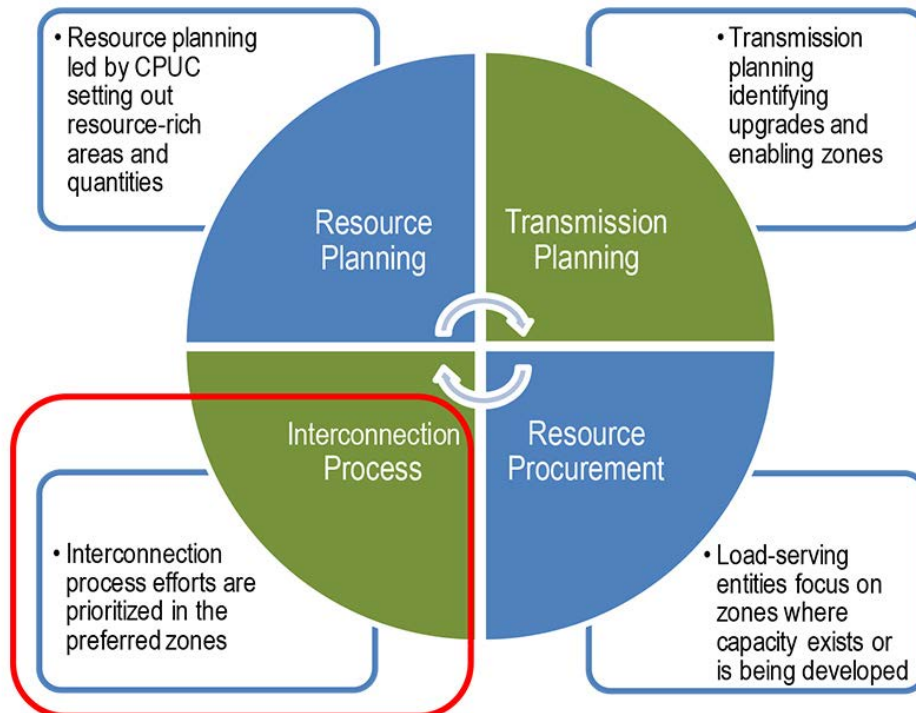 • Resource planning
led by CPUC
setting out
resource-rich
areas and
quantities
• Transmission
planning
identifying
upgrades and
enabling zones
Resource
Planning
Transmission
Planning
Interconnection
Process
Resource
Procurement
• Interconnection
process efforts are
prioritized in the
preferred zones
• Load-serving
entities focus on
zones where
capacity exists or
is being developed